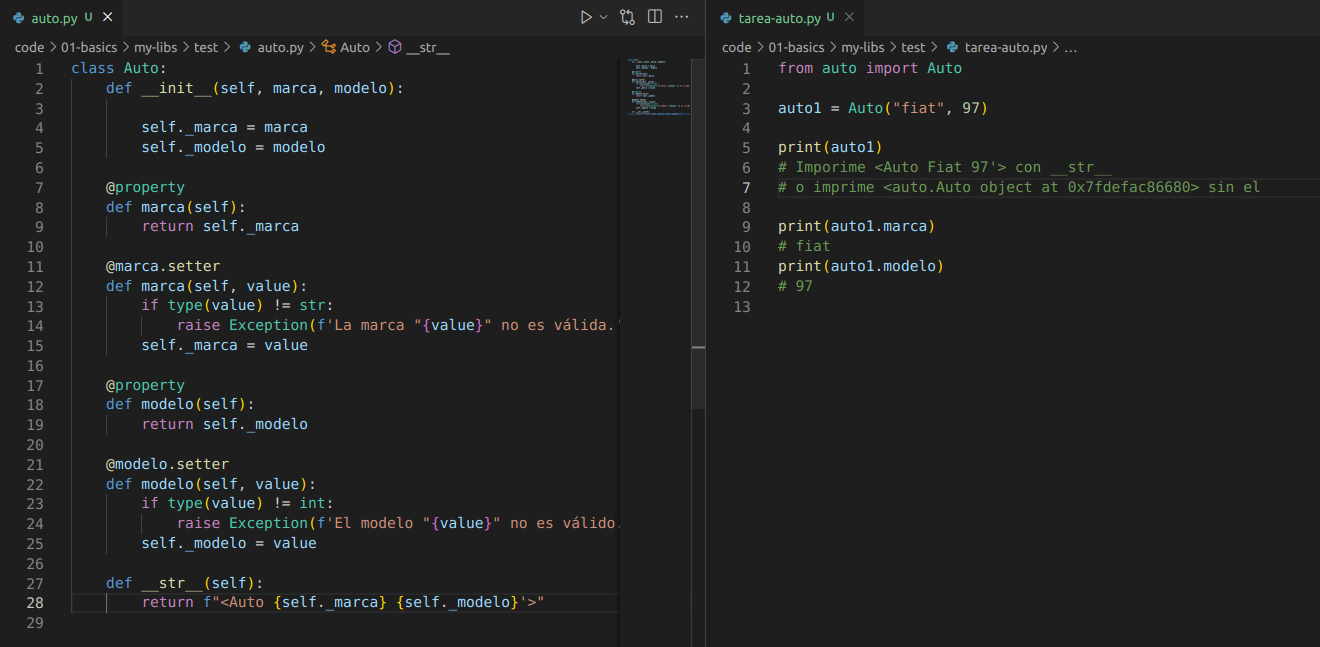 auto.py U
code > 01-basics > my-libs > test > auto.py > Auto > __str__
1 class Auto:
2     def __init__(self, marca, modelo):
3
4         self._marca = marca
5         self._modelo = modelo
6
7     @property
8     def marca(self):
9         return self._marca
10
11     @marca.setter
12     def marca(self, value):
13         if type(value) != str:
14             raise Exception(f'La marca "{value}" no es válida.'
15         self._marca = value
16
17     @property
18     def modelo(self):
19         return self._modelo
20
21     @modelo.setter
22     def modelo(self, value):
23         if type(value) != int:
24             raise Exception(f'El modelo "{value}" no es válido.
25         self._modelo = value
26
27     def __str__(self):
28         return f"<Auto {self._marca} {self._modelo}'>"
29
tarea-auto.py U
code > 01-basics > my-libs > test > tarea-auto.py > ...
1 from auto import Auto
2
3 auto1 = Auto("fiat", 97)
4
5 print(auto1)
6 # Imporime <Auto Fiat 97'> con __str__
7 # o imprime <auto.Auto object at 0x7fdefac86680> sin el
8
9 print(auto1.marca)
10 # fiat
11 print(auto1.modelo)
12 # 97
13